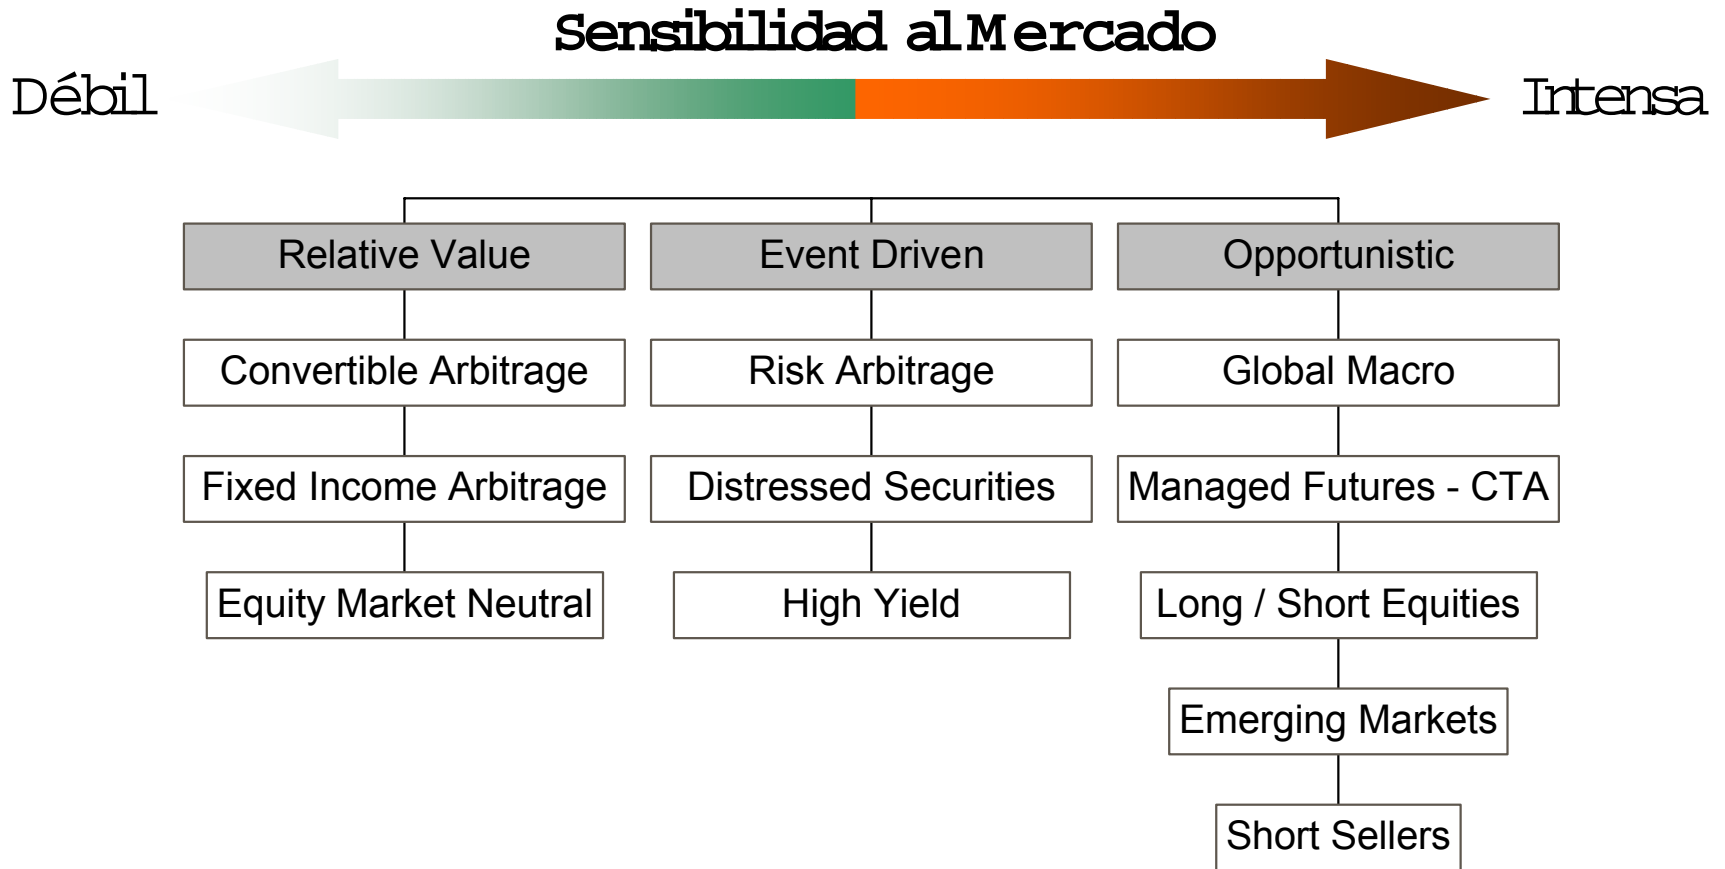 Sensibilidad al Mercado
Débil
Intensa
Relative Value
Event Driven
Opportunistic
Convertible Arbitrage
Risk Arbitrage
Global Macro
Fixed Income Arbitrage
Distressed Securities
Managed Futures - CTA
Equity Market Neutral
High Yield
Long / Short Equities
Emerging Markets
Short Sellers